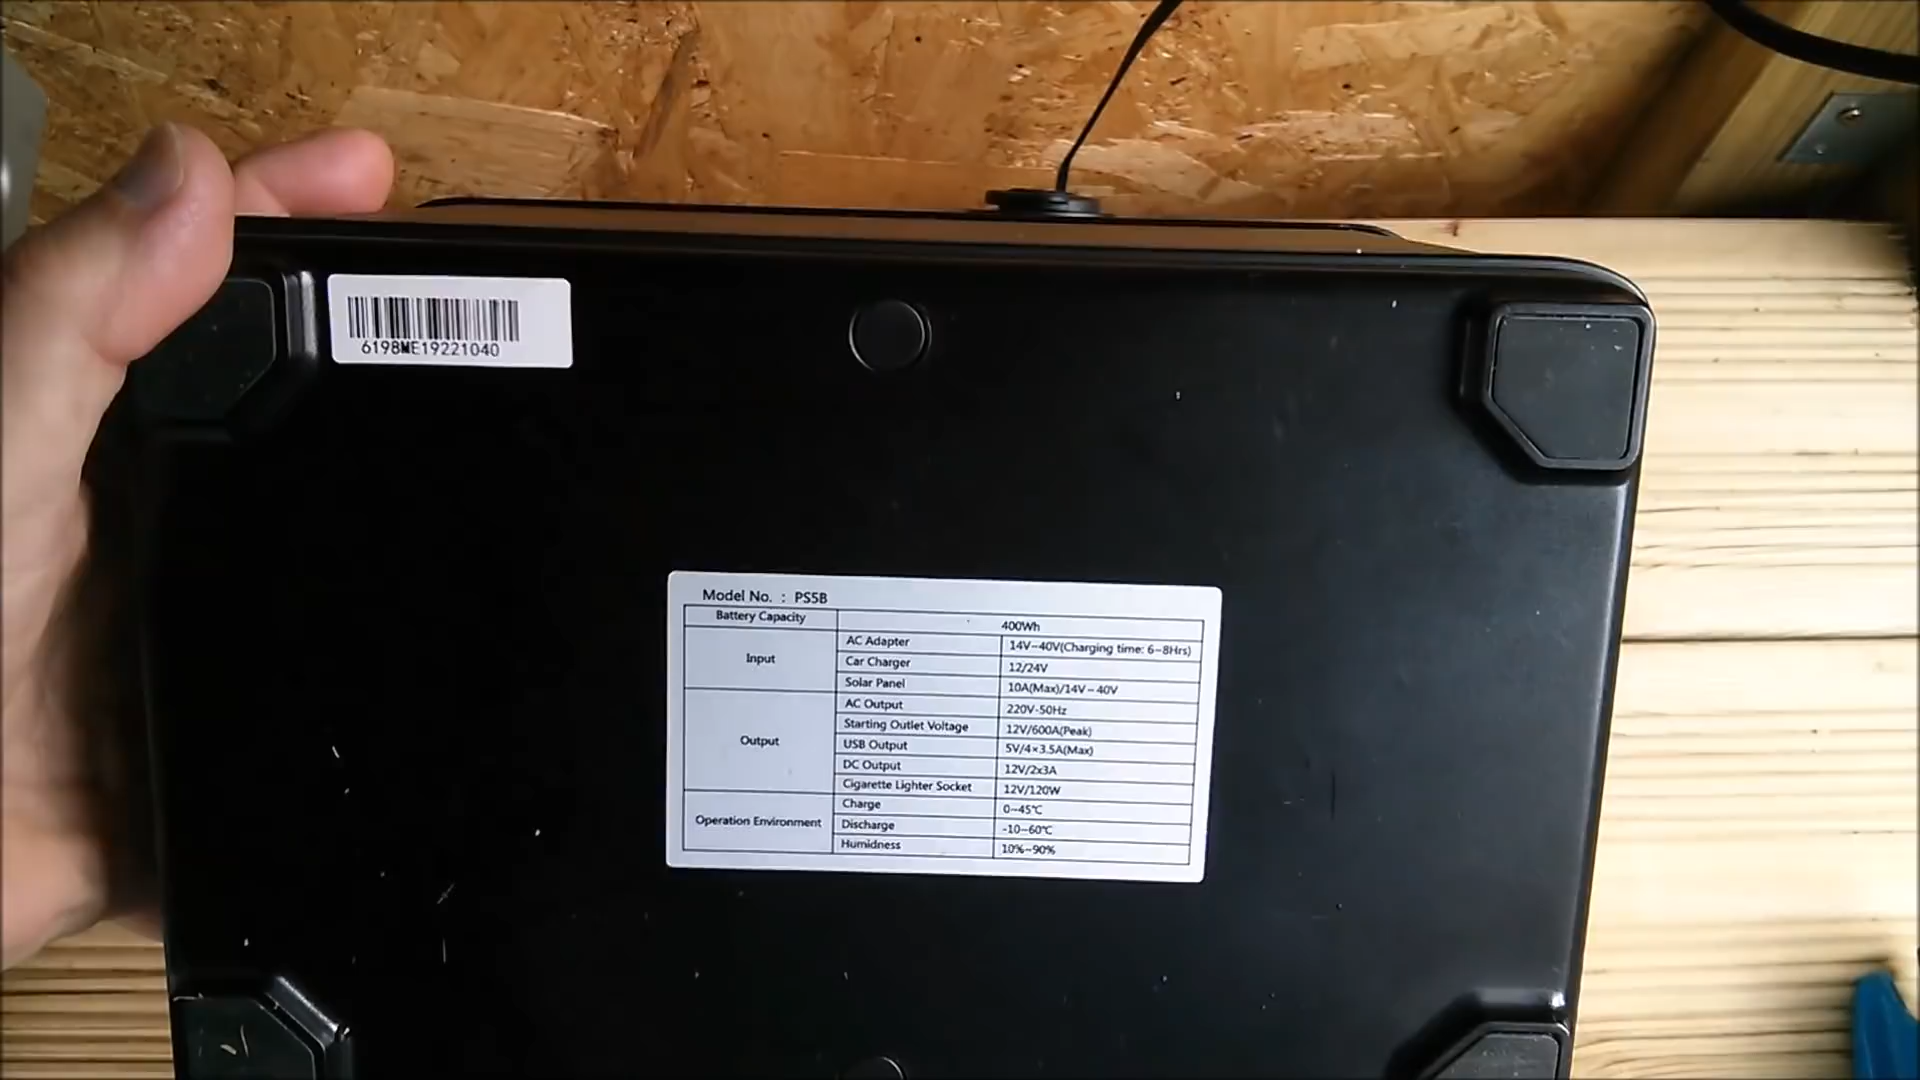 6198ME19221040
Model No. : PS5B
Battery Capacity 400Wh
Input AC Adapter 14V~40V(Charging time: 6~8Hrs)
Car Charger 12/24V
Solar Panel 10A(Max)/14V~40V
Output AC Output 220V-50Hz
Starting Outlet Voltage 12V/600A(Peak)
USB Output 5V/4×3.5A(Max)
DC Output 12V/2x3A
Cigarette Lighter Socket 12V/120W
Operation Environment Charge 0~45℃
Discharge -10~60℃
Humidness 10%~90%